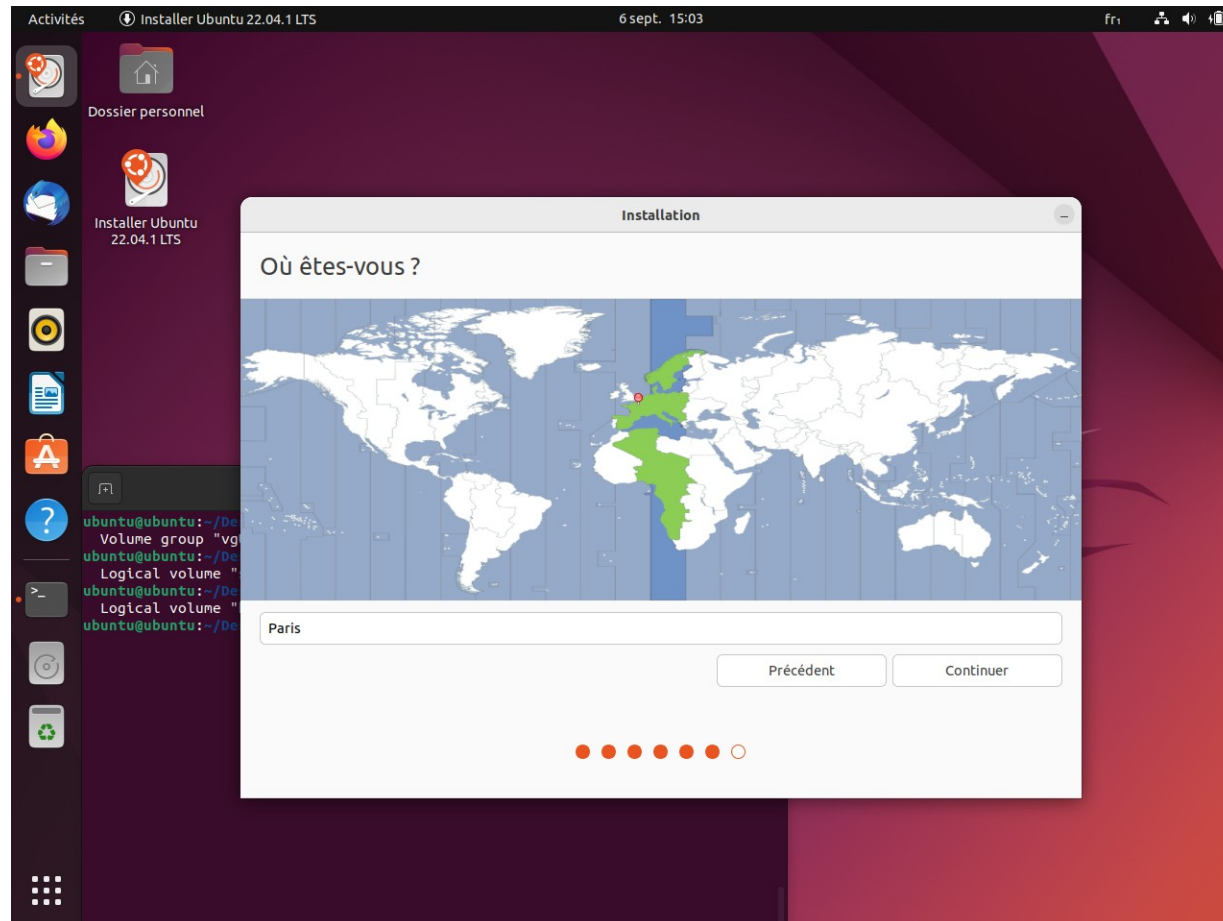 Activités
Installer Ubuntu 22.04.1 LTS
6 sept. 15:03
fr₁
Dossier personnel
Installer Ubuntu
22.04.1 LTS
Installation
Où êtes-vous ?
ubuntu@ubuntu:~/De
Volume group "vg
ubuntu@ubuntu:~/De
Logical volume "
ubuntu@ubuntu:~/De
Logical volume "
ubuntu@ubuntu:~/De
Paris
Précédent
Continuer